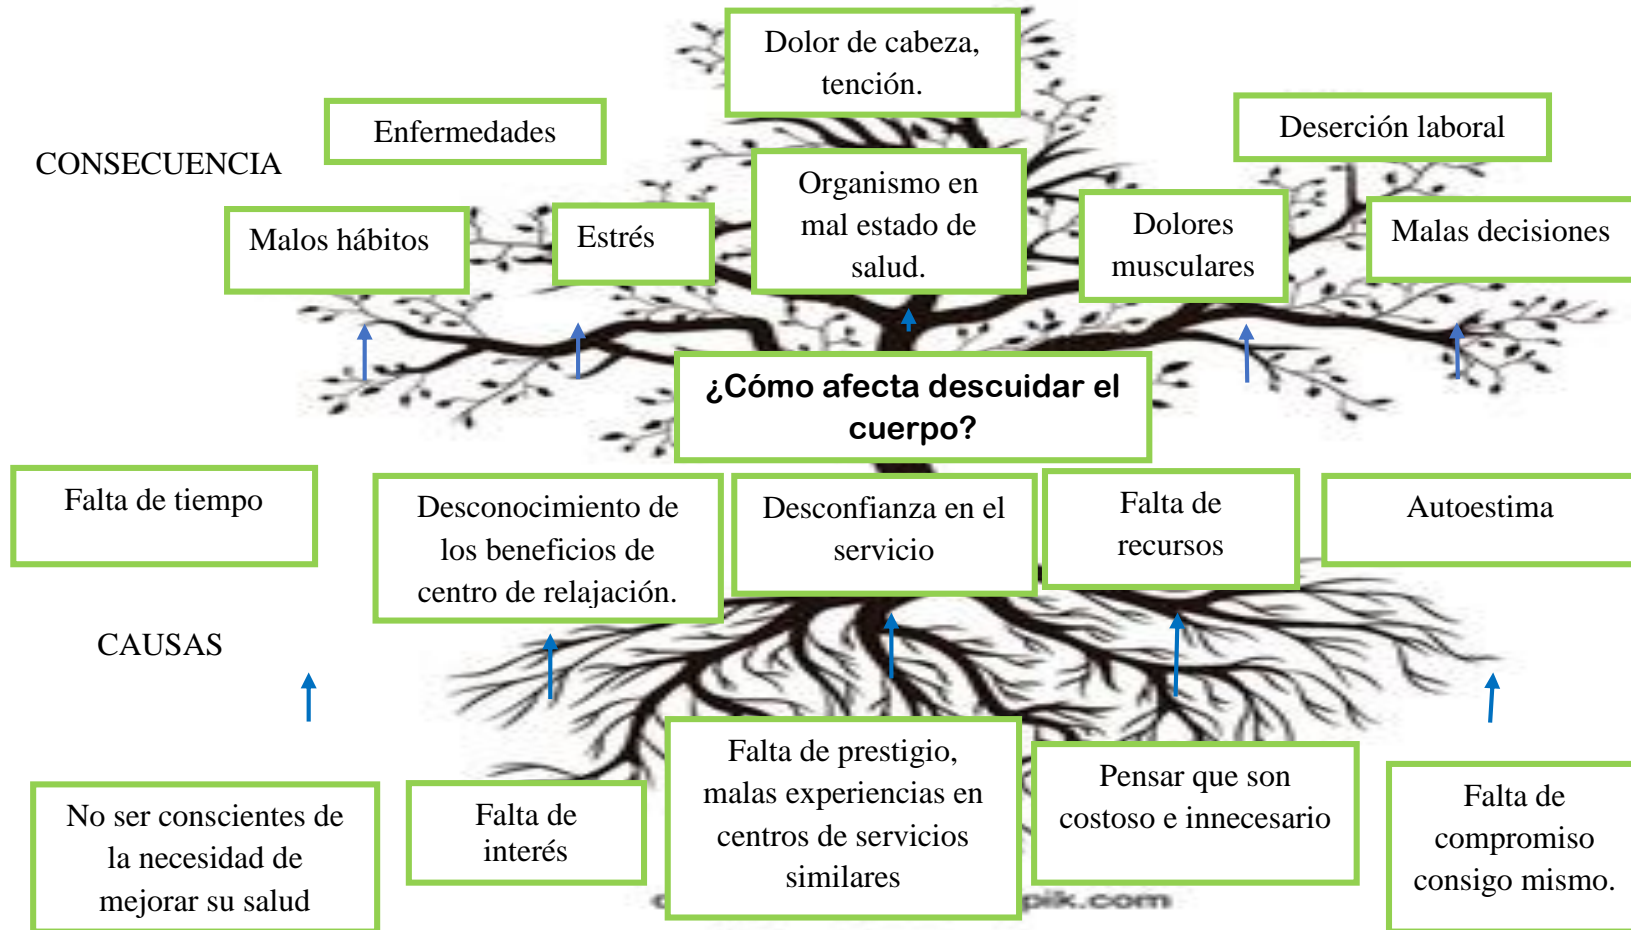 Dolor de cabeza,
tención.
Enfermedades
Deserción laboral
CONSECUENCIA
Organismo en
mal estado de
salud.
Malos hábitos
Estrés
Dolores
musculares
Malas decisiones
¿Cómo afecta descuidar el
cuerpo?
Falta de tiempo
Desconocimiento de
los beneficios de
centro de relajación.
Desconfianza en el
servicio
Falta de
recursos
Autoestima
CAUSAS
No ser conscientes de
la necesidad de
mejorar su salud
Falta de
interés
Falta de prestigio,
malas experiencias en
centros de servicios
similares
Pensar que son
costoso e innecesario
Falta de
compromiso
consigo mismo.
pik.com